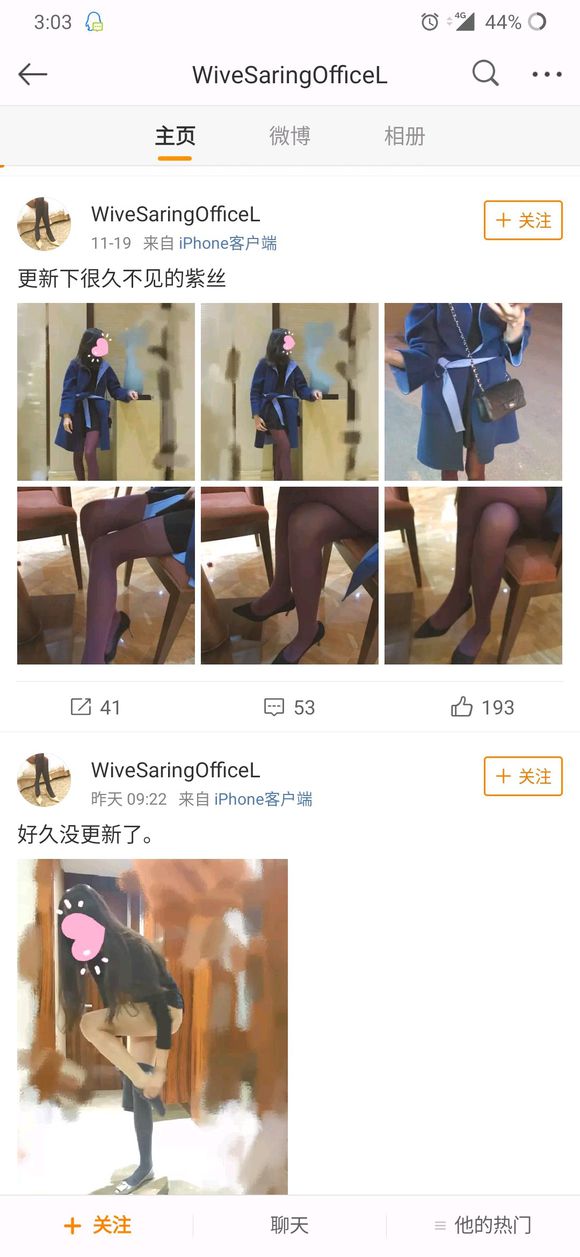 3:03
4G 44%
WiveSaringOfficeL
主页 微博 相册
WiveSaringOfficeL
+ 关注
11-19 来自 iPhone客户端
更新下很久不见的紫丝
41 53 193
WiveSaringOfficeL
+ 关注
昨天 09:22 来自 iPhone客户端
好久没更新了。
+ 关注 聊天 他的热门